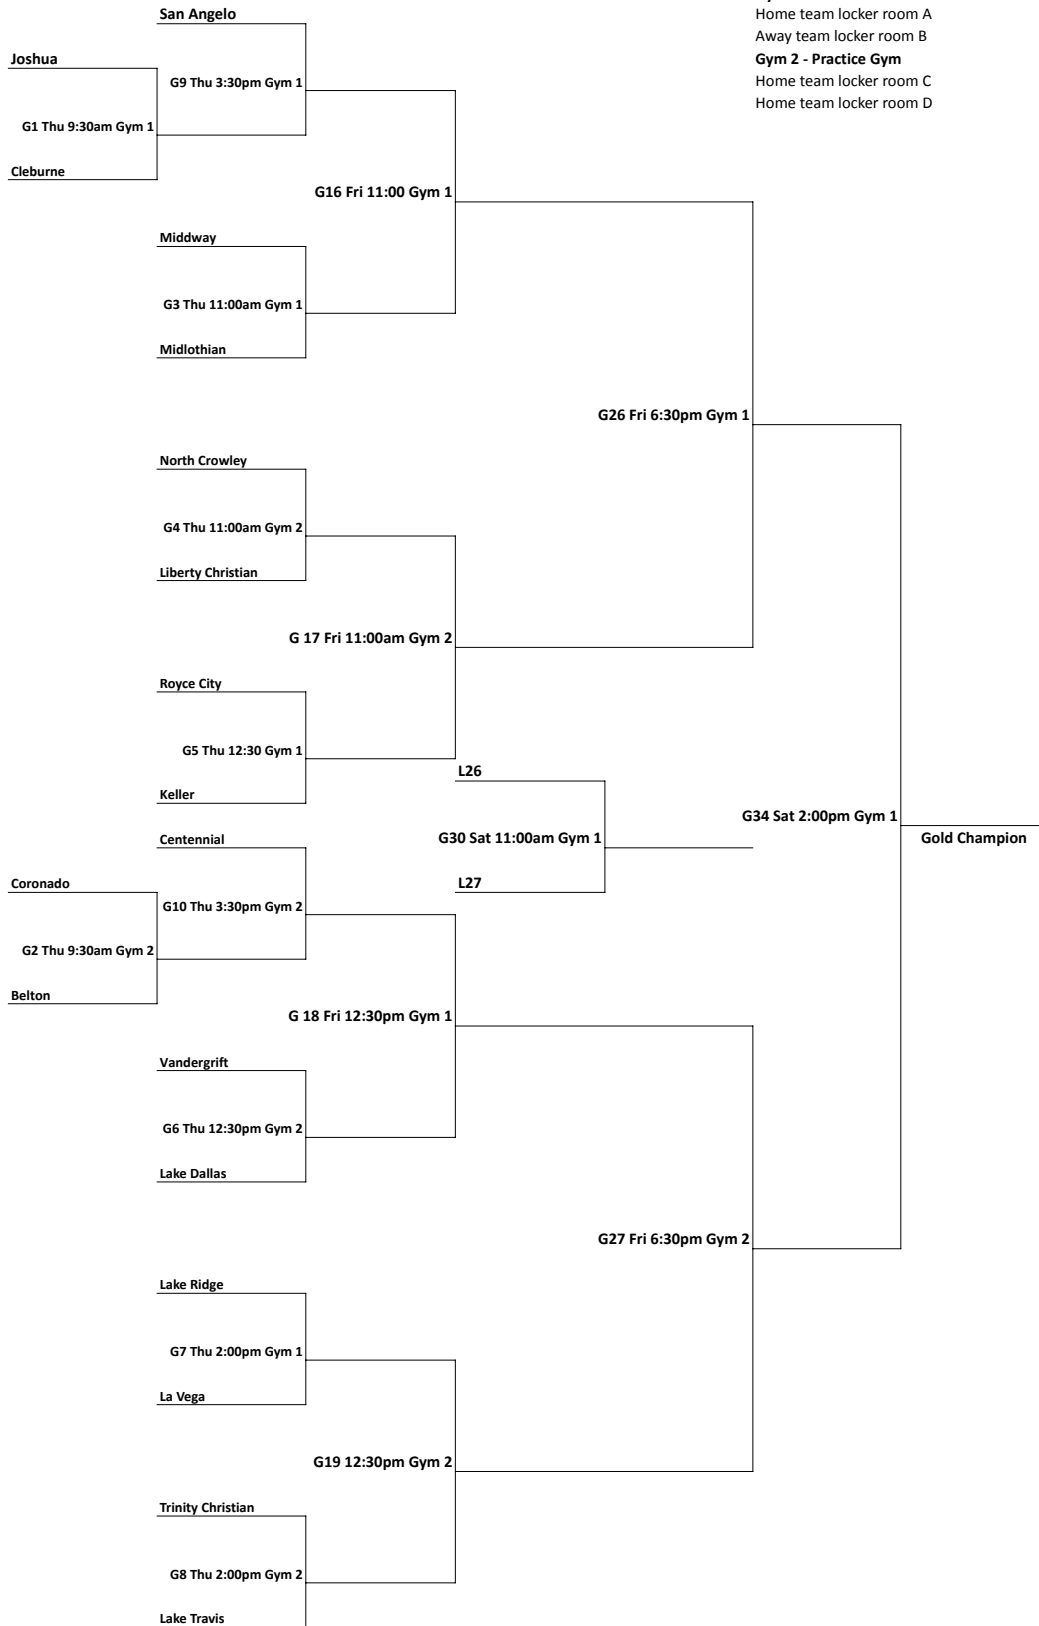 San Angelo
Home team locker room A
Away team locker room B
Joshua
Gym 2 - Practice Gym
G9 Thu 3:30pm Gym 1
Home team locker room C
Home team locker room D
G1 Thu 9:30am Gym 1
Cleburne
G16 Fri 11:00 Gym 1
Middway
G3 Thu 11:00am Gym 1
Midlothian
G26 Fri 6:30pm Gym 1
North Crowley
G4 Thu 11:00am Gym 2
Liberty Christian
G 17 Fri 11:00am Gym 2
Royce City
G5 Thu 12:30 Gym 1
L26
Keller
G34 Sat 2:00pm Gym 1
Centennial
G30 Sat 11:00am Gym 1
Gold Champion
Coronado
L27
G10 Thu 3:30pm Gym 2
G2 Thu 9:30am Gym 2
Belton
G 18 Fri 12:30pm Gym 1
Vandergrift
G6 Thu 12:30pm Gym 2
Lake Dallas
G27 Fri 6:30pm Gym 2
Lake Ridge
G7 Thu 2:00pm Gym 1
La Vega
G19 12:30pm Gym 2
Trinity Christian
G8 Thu 2:00pm Gym 2
Lake Travis